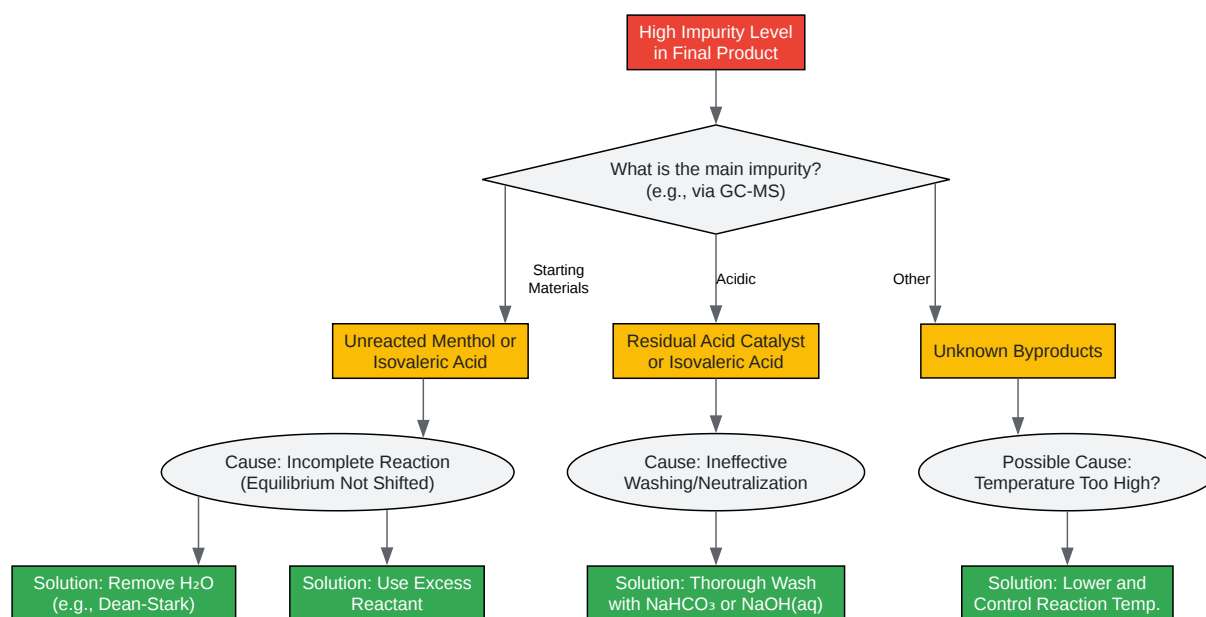 High Impurity Level
in Final Product
What is the main impurity?
(e.g., via GC-MS)
Starting
Materials
Acidic
Other
Unreacted Menthol or
Isovaleric Acid
Residual Acid Catalyst
or Isovaleric Acid
Unknown Byproducts
Cause: Incomplete Reaction
(Equilibrium Not Shifted)
Cause: Ineffective
Washing/Neutralization
Possible Cause:
Temperature Too High?
Solution: Remove H₂O
(e.g., Dean-Stark)
Solution: Use Excess
Reactant
Solution: Thorough Wash
with NaHCO₃ or NaOH(aq)
Solution: Lower and
Control Reaction Temp.